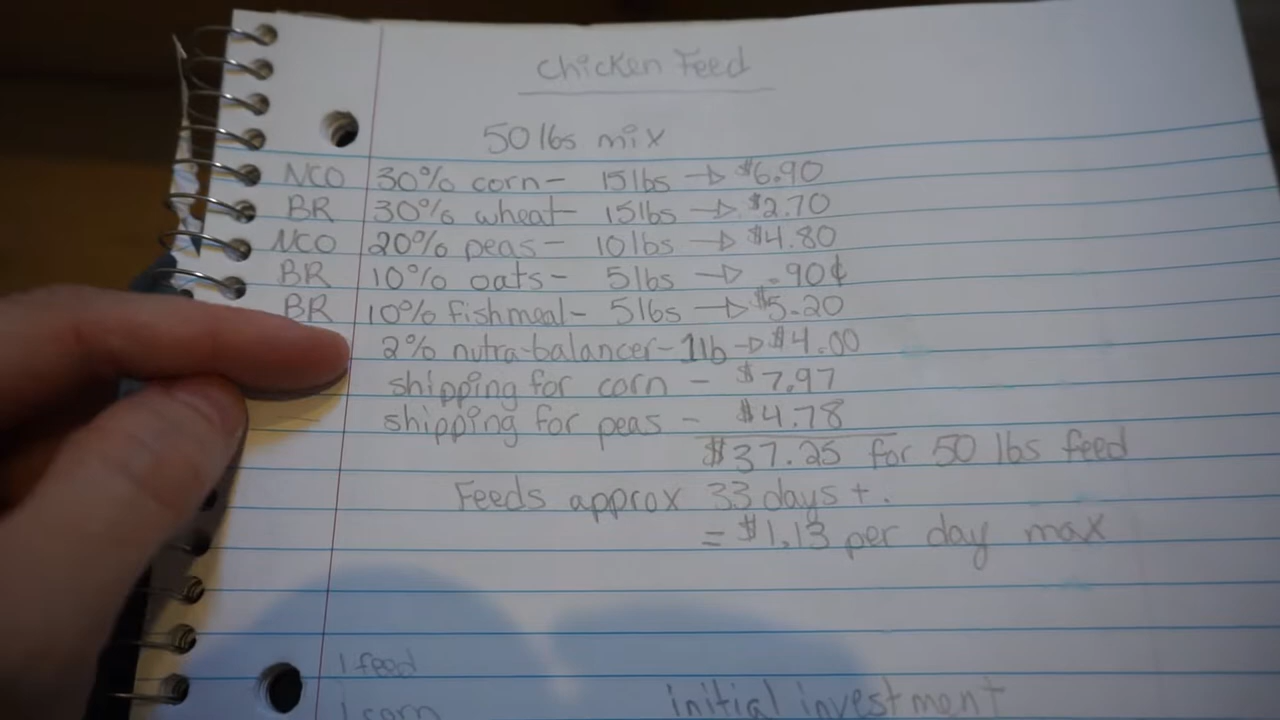 chicken Feed
50 lbs mix
NCO 30% corn - 15lbs → $6.90
BR 30% wheat - 15lbs → $2.70
NCO 20% peas - 10lbs → $4.80
BR 10% oats - 5lbs → .90¢
BR 10% fishmeal - 5lbs → $5.20
2% nutra-balancer - 1lb → $4.00
shipping for corn - $7.97
shipping for peas - $4.78
$37.25 for 50 lbs feed
Feeds approx 33 days +.
= $1.13 per day max
1 feed
1 corn
initial investment